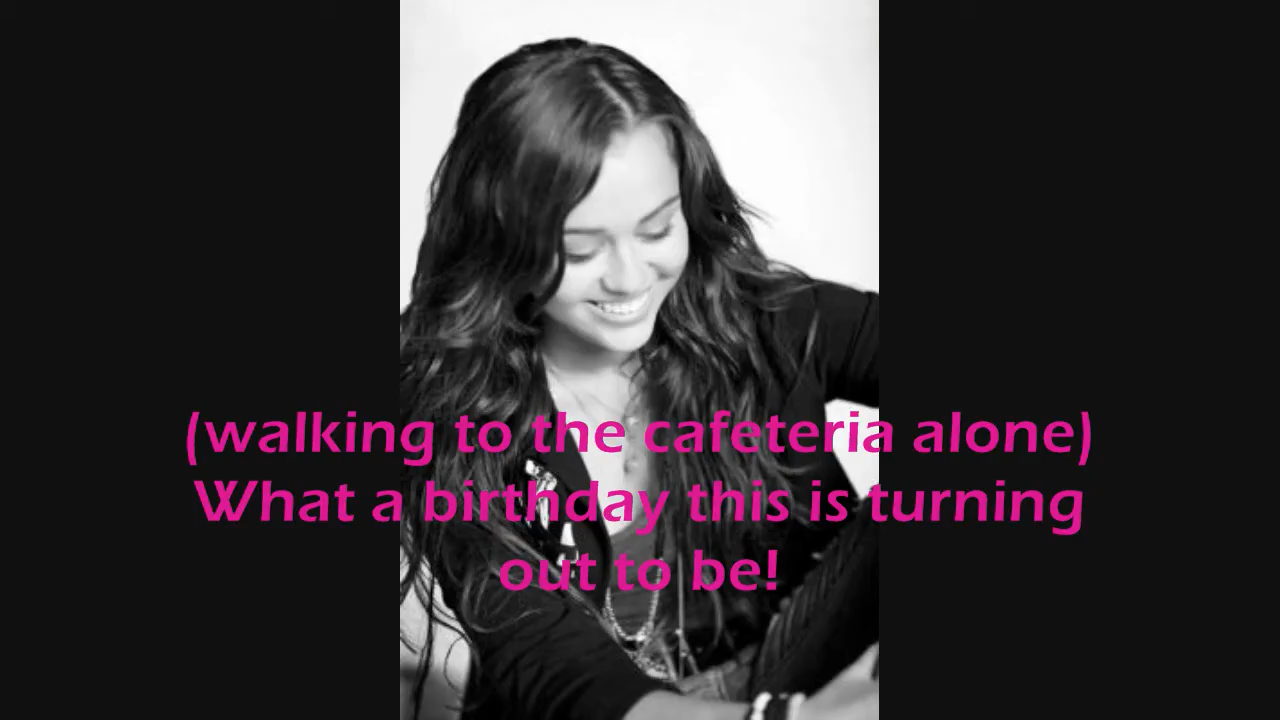 (walking to the cafeteria alone)
What a birthday this is turning
out to be!